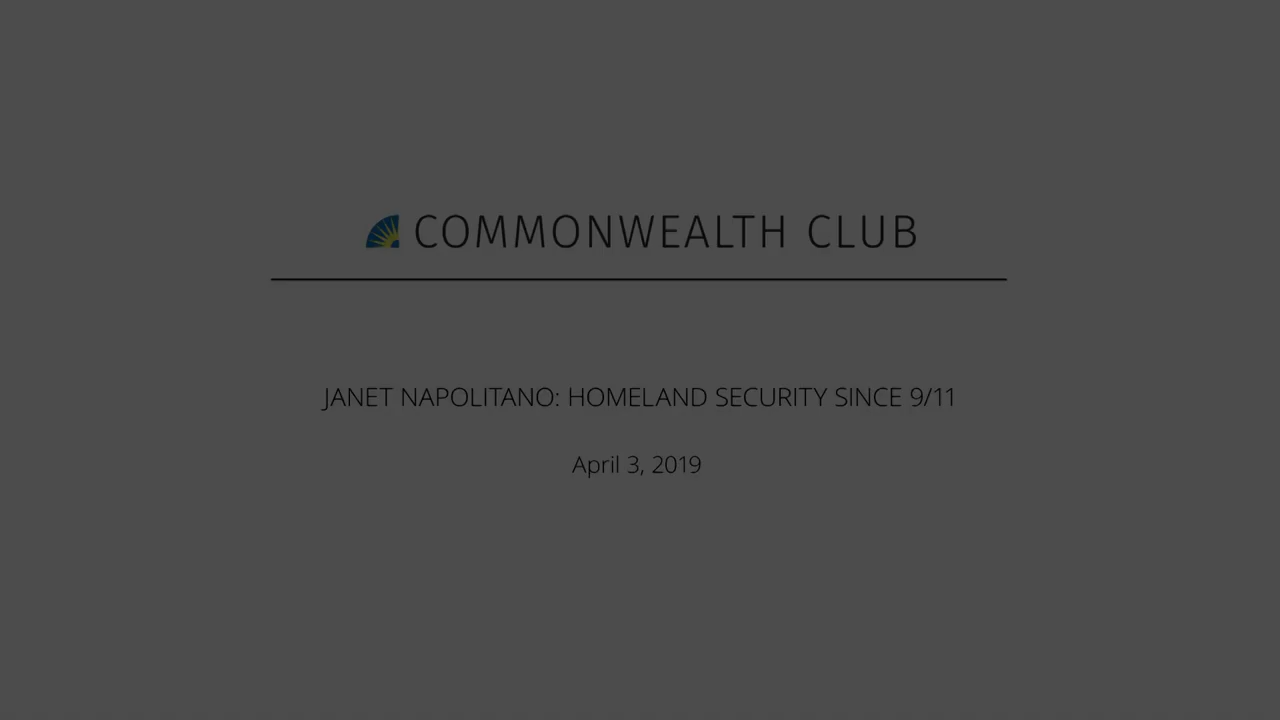 COMMONWEALTH CLUB
JANET NAPOLITANO: HOMELAND SECURITY SINCE 9/11
April 3, 2019